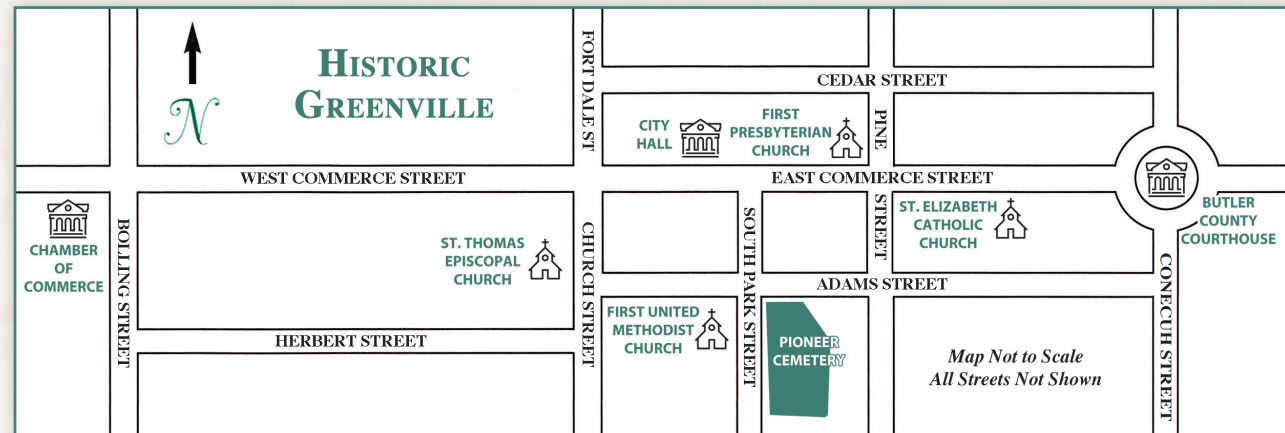 HISTORIC
GREENVILLE
N
FORT DALE ST
CEDAR STREET
CITY
HALL
FIRST
PRESBYTERIAN
CHURCH
PINE
STREET
WEST COMMERCE STREET
EAST COMMERCE STREET
CHAMBER
OF
COMMERCE
BOLLING STREET
ST. THOMAS
EPISCOPAL
CHURCH
CHURCH STREET
SOUTH PARK STREET
ST. ELIZABETH
CATHOLIC
CHURCH
BUTLER
COUNTY
COURTHOUSE
ADAMS STREET
CONECUH STREET
HERBERT STREET
FIRST UNITED
METHODIST
CHURCH
PIONEER
CEMETERY
Map Not to Scale
All Streets Not Shown